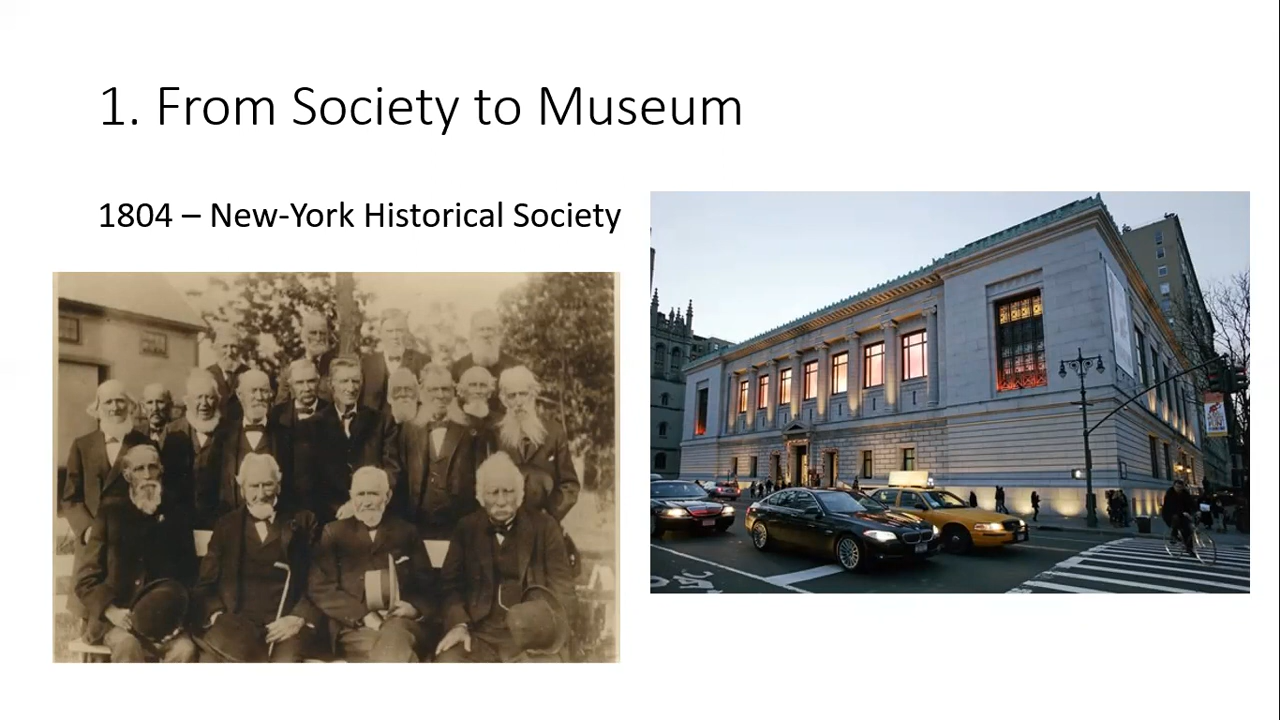 1. From Society to Museum
1804 – New-York Historical Society